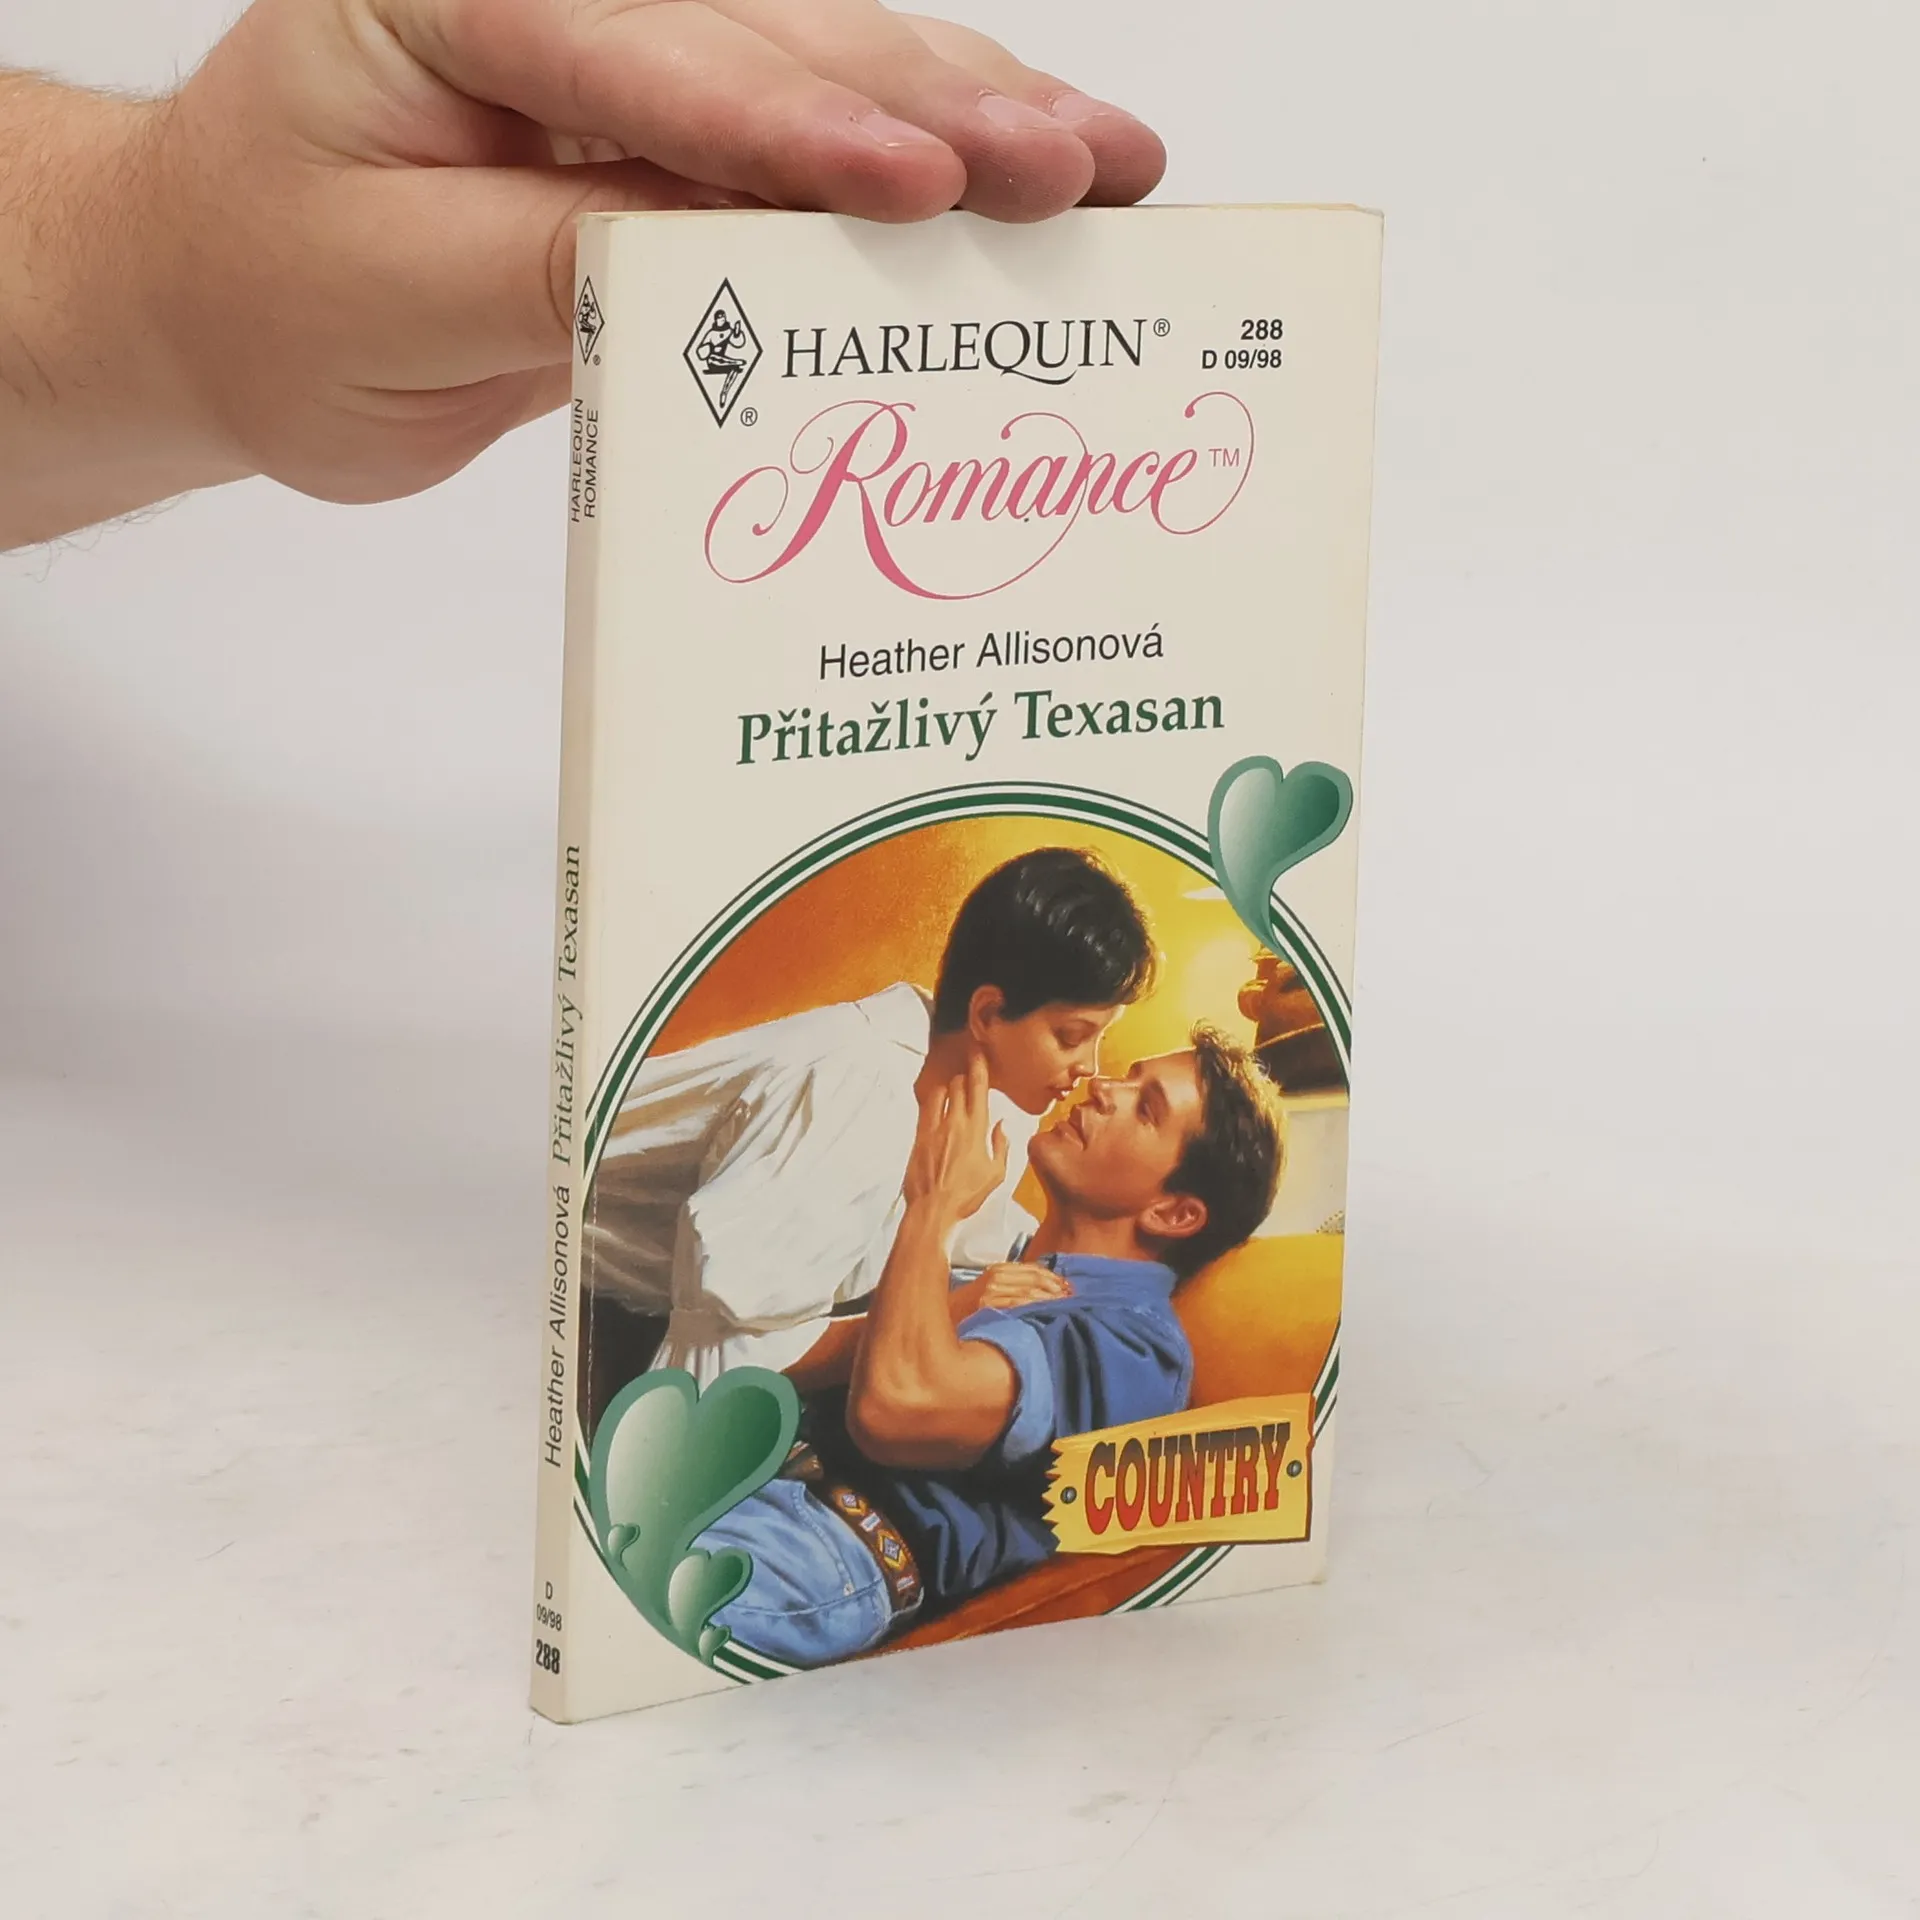 HARLEQUIN®
288
D 09/98
®
Romance™
Heather Allisonová
Přitažlivý Texasan
COUNTRY
®
HARLEQUIN
ROMANCE
Heather Allisonová Přitažlivý Texasan
D
09/98
288